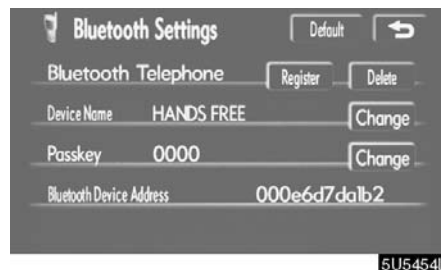 Bluetooth Settings Default
Bluetooth Telephone Register Delete
Device Name HANDS FREE Change
Passkey 0000 Change
Bluetooth Device Address 000e6d7da1b2
5U5454I